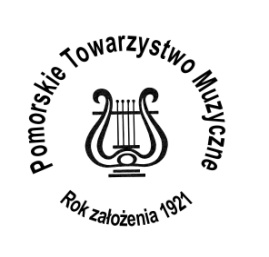 Pomorskie Towarzystwo Muzyczne
Rok założenia 1921